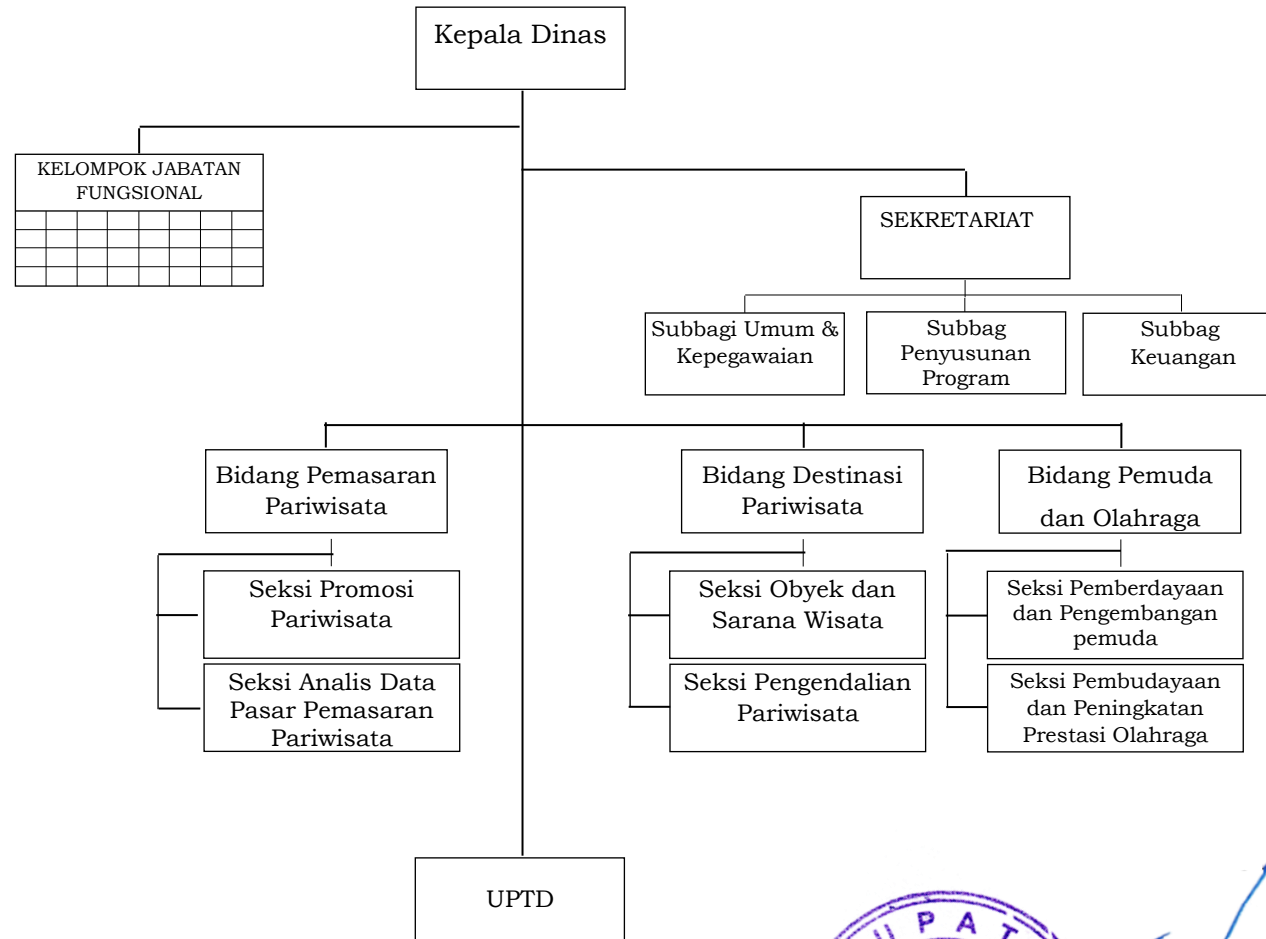 Kepala Dinas
KELOMPOK JABATAN
FUNGSIONAL
SEKRETARIAT
Subbagi Umum &
Kepegawaian
Subbag
Penyusunan
Program
Subbag
Keuangan
Bidang Pemasaran
Pariwisata
Bidang Destinasi
Pariwisata
Bidang Pemuda
dan Olahraga
Seksi Promosi
Pariwisata
Seksi Analis Data
Pasar Pemasaran
Pariwisata
Seksi Obyek dan
Sarana Wisata
Seksi Pengendalian
Pariwisata
Seksi Pemberdayaan
dan Pengembangan
pemuda
Seksi Pembudayaan
dan Peningkatan
Prestasi Olahraga
UPTD
UPAT